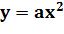 y = ax²